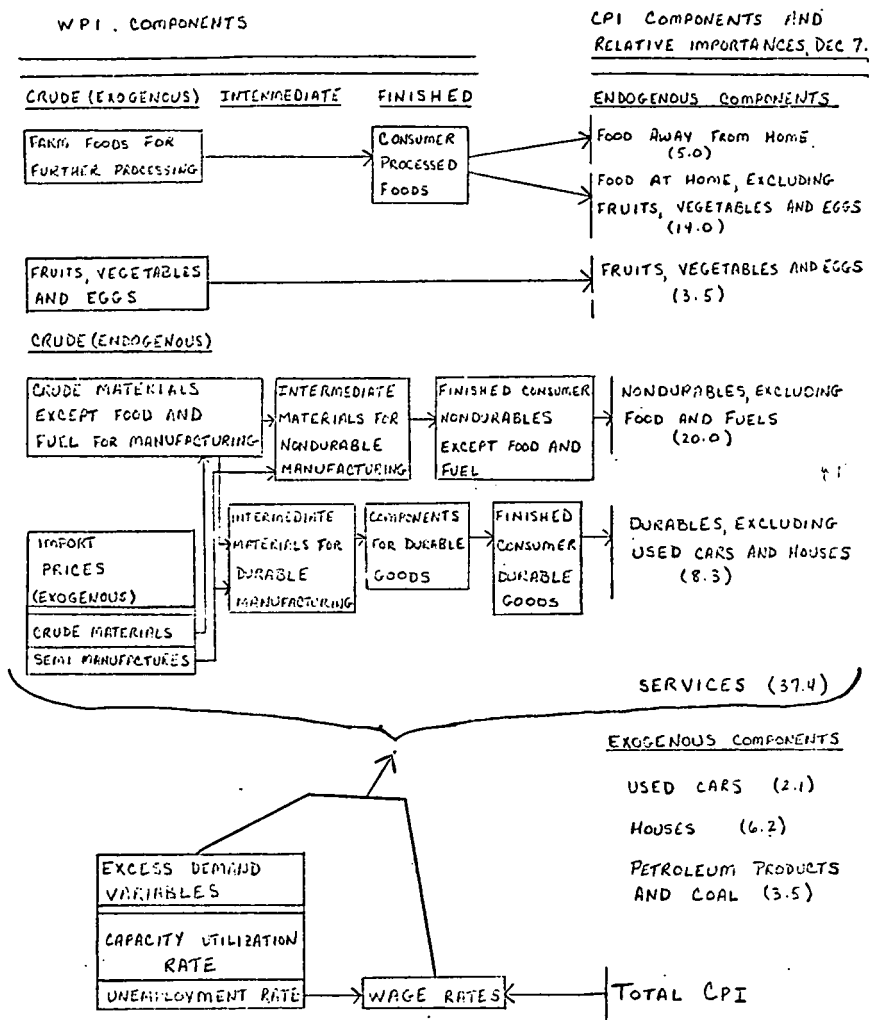 WPI. COMPONENTS
CPI COMPONENTS AND
RELATIVE IMPORTANCES, DEC 7.
CRUDE (EXOGENOUS)
INTERMEDIATE
FINISHED
ENDOGENOUS COMPONENTS
FARM FOODS FOR
FURTHER PROCESSING
CONSUMER
PROCESSED
FOODS
FOOD AWAY FROM HOME
(5.0)
FOOD AT HOME, EXCLUDING
FRUITS, VEGETABLES AND EGGS
(14.0)
FRUITS, VEGETABLES
AND EGGS
FRUITS, VEGETABLES AND EGGS
(3.5)
CRUDE (ENDOGENOUS)
CRUDE MATERIALS
EXCEPT FOOD AND
FUEL FOR MANUFACTURING
INTERMEDIATE
MATERIALS FOR
NONDURABLE
MANUFACTURING
FINISHED CONSUMER
NONDURABLES
EXCEPT FOOD AND
FUEL
NONDURABLES, EXCLUDING
FOOD AND FUELS
(20.0)
IMPORT
PRICES
(EXOGENOUS)
CRUDE MATERIALS
SEMI MANUFACTURES
INTERMEDIATE
MATERIALS FOR
DURABLE
MANUFACTURING
COMPONENTS
FOR DURABLE
GOODS
FINISHED
CONSUMER
DURABLE
GOODS
DURABLES, EXCLUDING
USED CARS AND HOUSES
(8.3)
SERVICES (37.4)
EXOGENOUS COMPONENTS
USED CARS (2.1)
HOUSES (6.2)
PETROLEUM PRODUCTS
AND COAL (3.5)
EXCESS DEMAND
VARIABLES
CAPACITY UTILIZATION
RATE
UNEMPLOYMENT RATE
WAGE RATES
TOTAL CPI